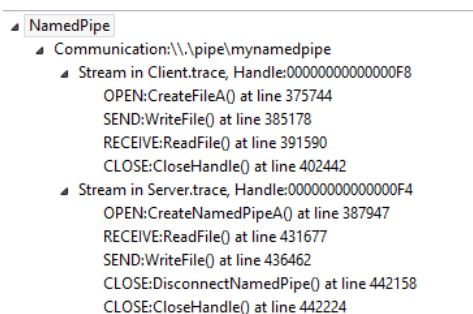 NamedPipe
Communication:\\.\pipe\mynamedpipe
Stream in Client.trace, Handle:00000000000000F8
OPEN:CreateFileA() at line 375744
SEND:WriteFile() at line 385178
RECEIVE:ReadFile() at line 391590
CLOSE:CloseHandle() at line 402442
Stream in Server.trace, Handle:00000000000000F4
OPEN:CreateNamedPipeA() at line 387947
RECEIVE:ReadFile() at line 431677
SEND:WriteFile() at line 436462
CLOSE:DisconnectNamedPipe() at line 442158
CLOSE:CloseHandle() at line 442224